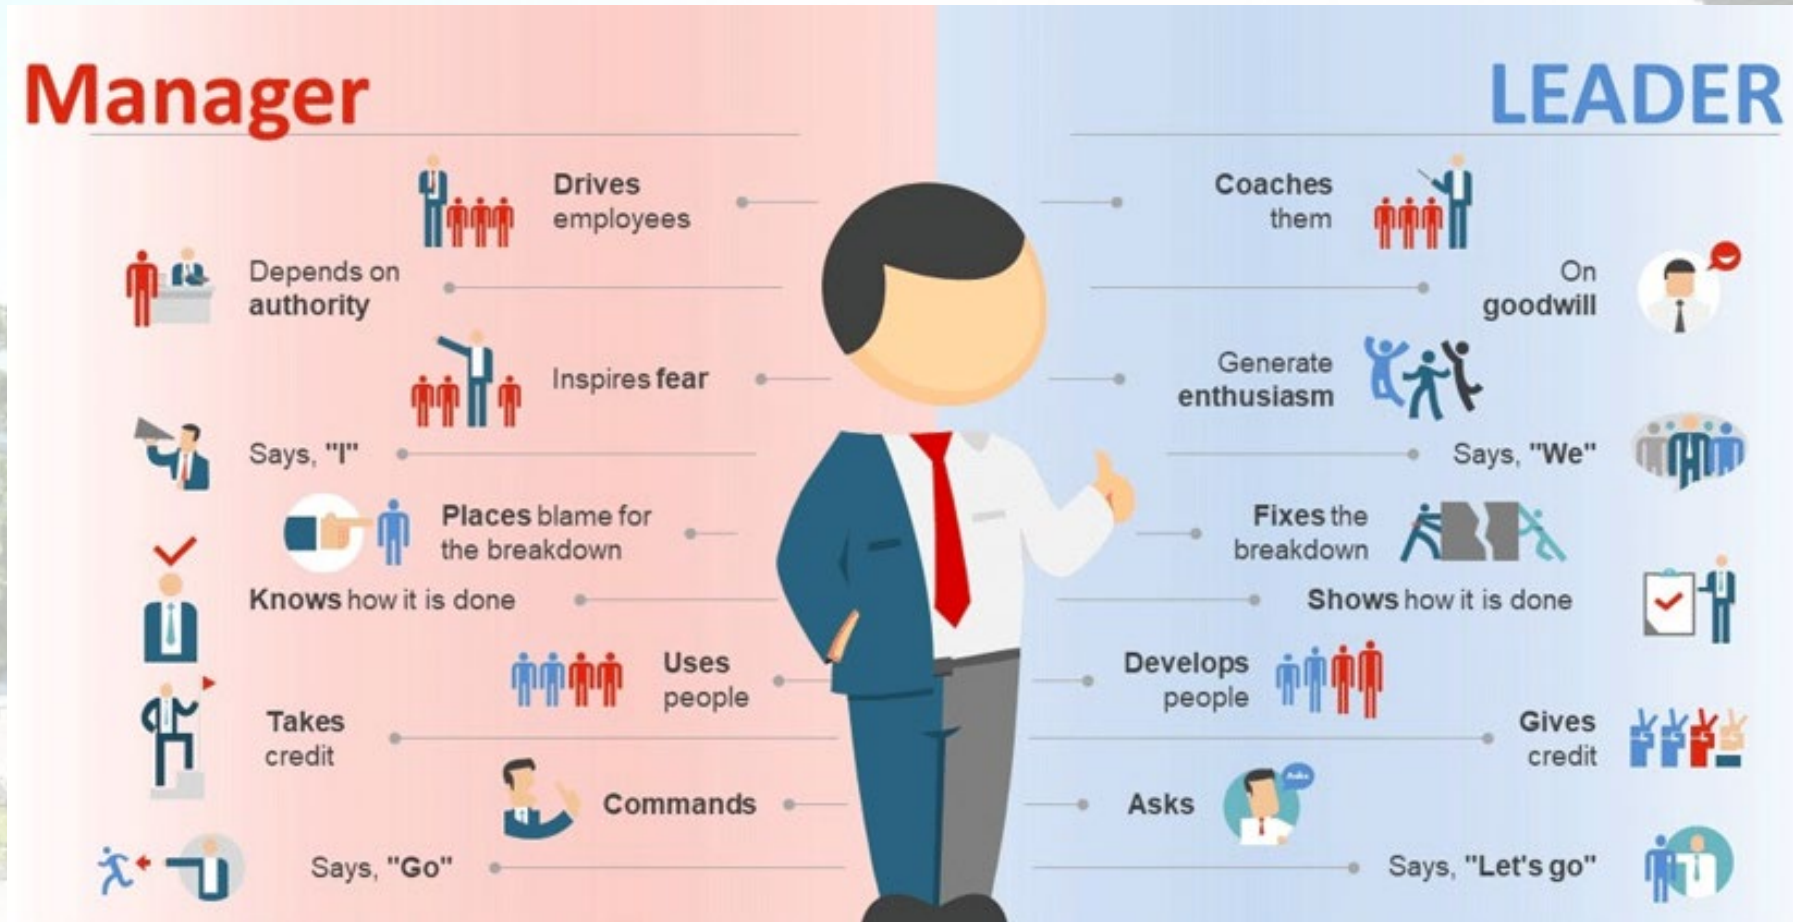 Manager
LEADER
Drives
employees
Coaches
them
Depends on
authority
On
goodwill
Inspires fear
Generate
enthusiasm
Says, "I"
Says, "We"
Places blame for
the breakdown
Fixes the
breakdown
Knows how it is done
Shows how it is done
Uses
people
Develops
people
Takes
credit
Gives
credit
Commands
Asks
Asks
Says, "Go"
Says, "Let's go"